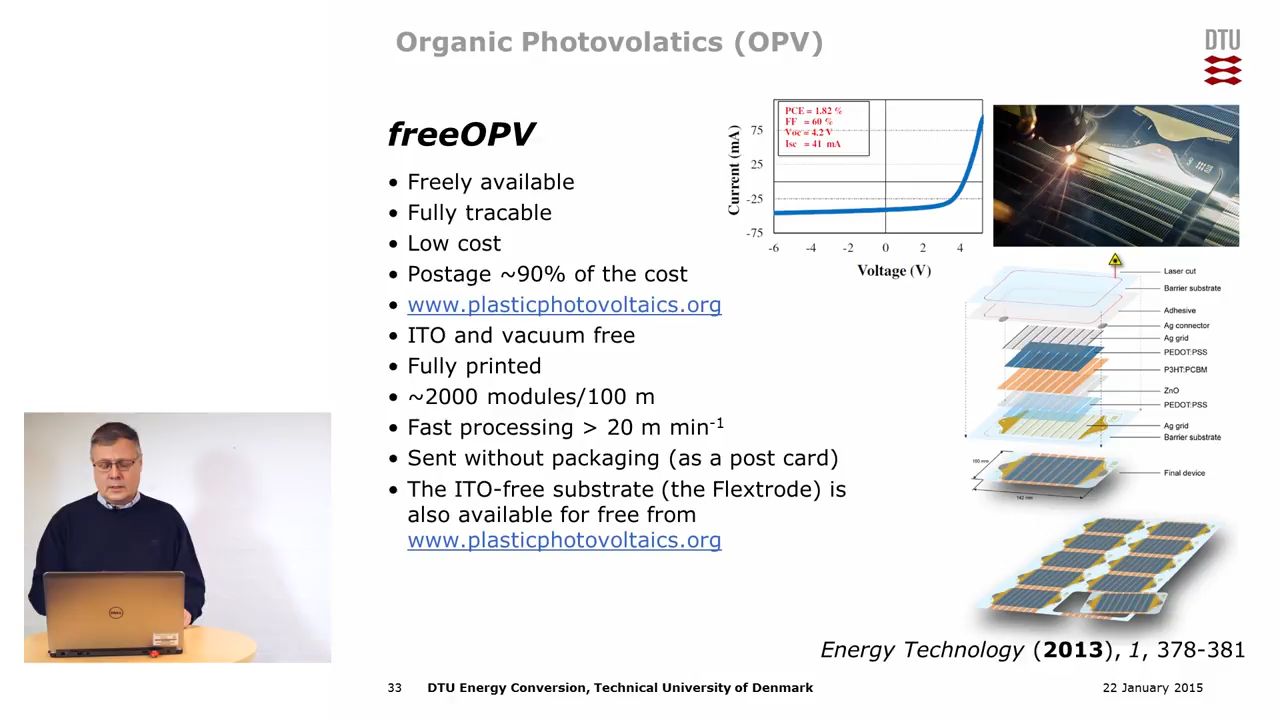 Organic Photovolatics (OPV)
DTU
freeOPV
• Freely available
• Fully tracable
• Low cost
• Postage ~90% of the cost
• www.plasticphotovoltaics.org
• ITO and vacuum free
• Fully printed
• ~2000 modules/100 m
• Fast processing > 20 m min⁻¹
• Sent without packaging (as a post card)
• The ITO-free substrate (the Flextrode) is
also available for free from
www.plasticphotovoltaics.org
PCE = 1.82 %
FF = 60 %
Voc = 4.2 V
Isc = 41 mA
Current (mA)
75
25
-25
-75
-6 -4 -2 0 2 4
Voltage (V)
Laser cut
Barrier substrate
Adhesive
Ag connector
Ag grid
PEDOT:PSS
P3HT:PCBM
ZnO
PEDOT:PSS
Ag grid
Barrier substrate
Final device
142 mm
DELL
Energy Technology (2013), 1, 378-381
33 DTU Energy Conversion, Technical University of Denmark 22 January 2015